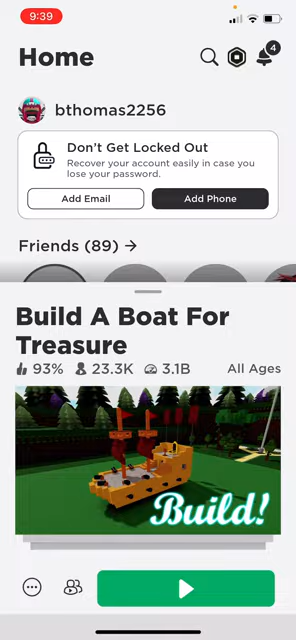 9:39
Home
4
bthomas2256
Don't Get Locked Out
Recover your account easily in case you
lose your password.
Add Email
Add Phone
Friends (89) →
Build A Boat For
Treasure
93% 23.3K 3.1B All Ages
Build!